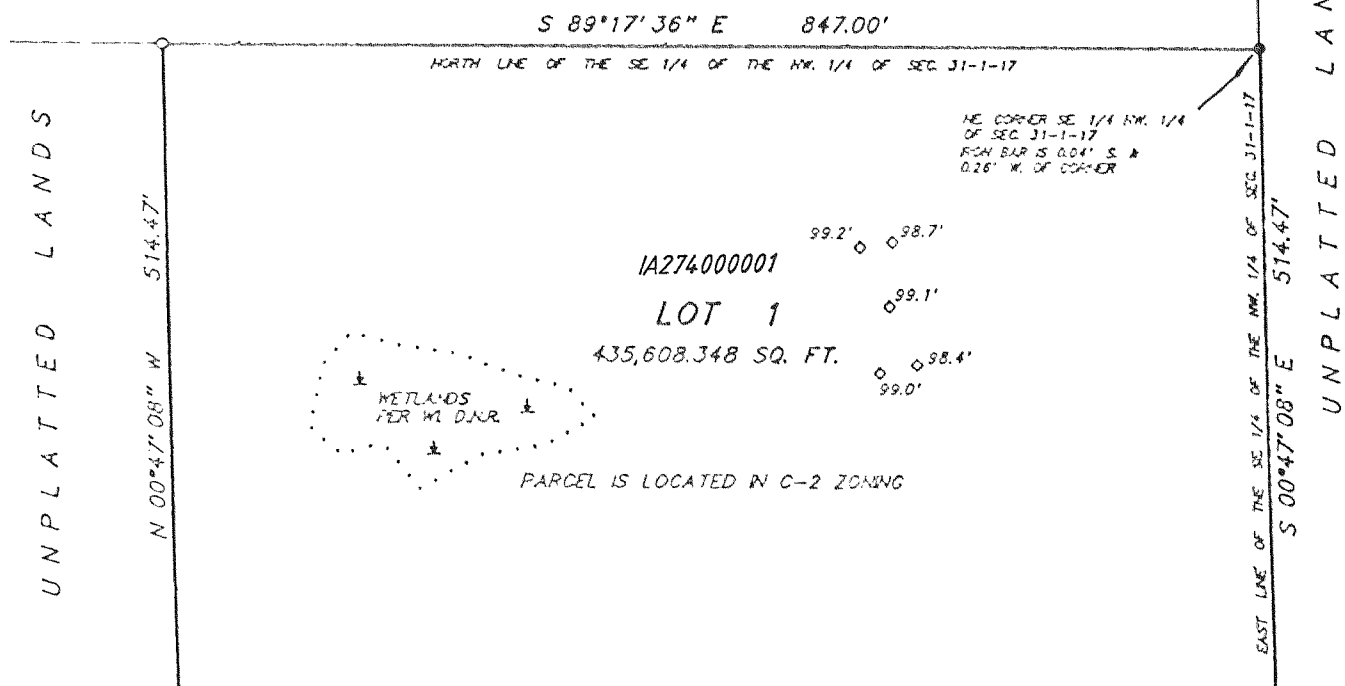 S 89°17'36" E 847.00'
NORTH LINE OF THE SE 1/4 OF THE NW. 1/4 OF SEC. 31-1-17
NE CORNER SE 1/4 NW. 1/4
OF SEC 31-1-17
IRON BAR IS 0.04' S. &
0.26' W. OF CORNER
UNPLATTED LANDS
N 00°47'08" W 514.47'
99.2'
98.7'
IA274000001
99.1'
LOT 1
435,608.348 SQ. FT.
98.4'
99.0'
WETLANDS
PER WI. D.N.R.
PARCEL IS LOCATED IN C-2 ZONING
EAST LINE OF THE SE 1/4 OF THE NW. 1/4 OF SEC. 31-1-17
S 00°47'08" E 514.47'
UNPLATTED LAN